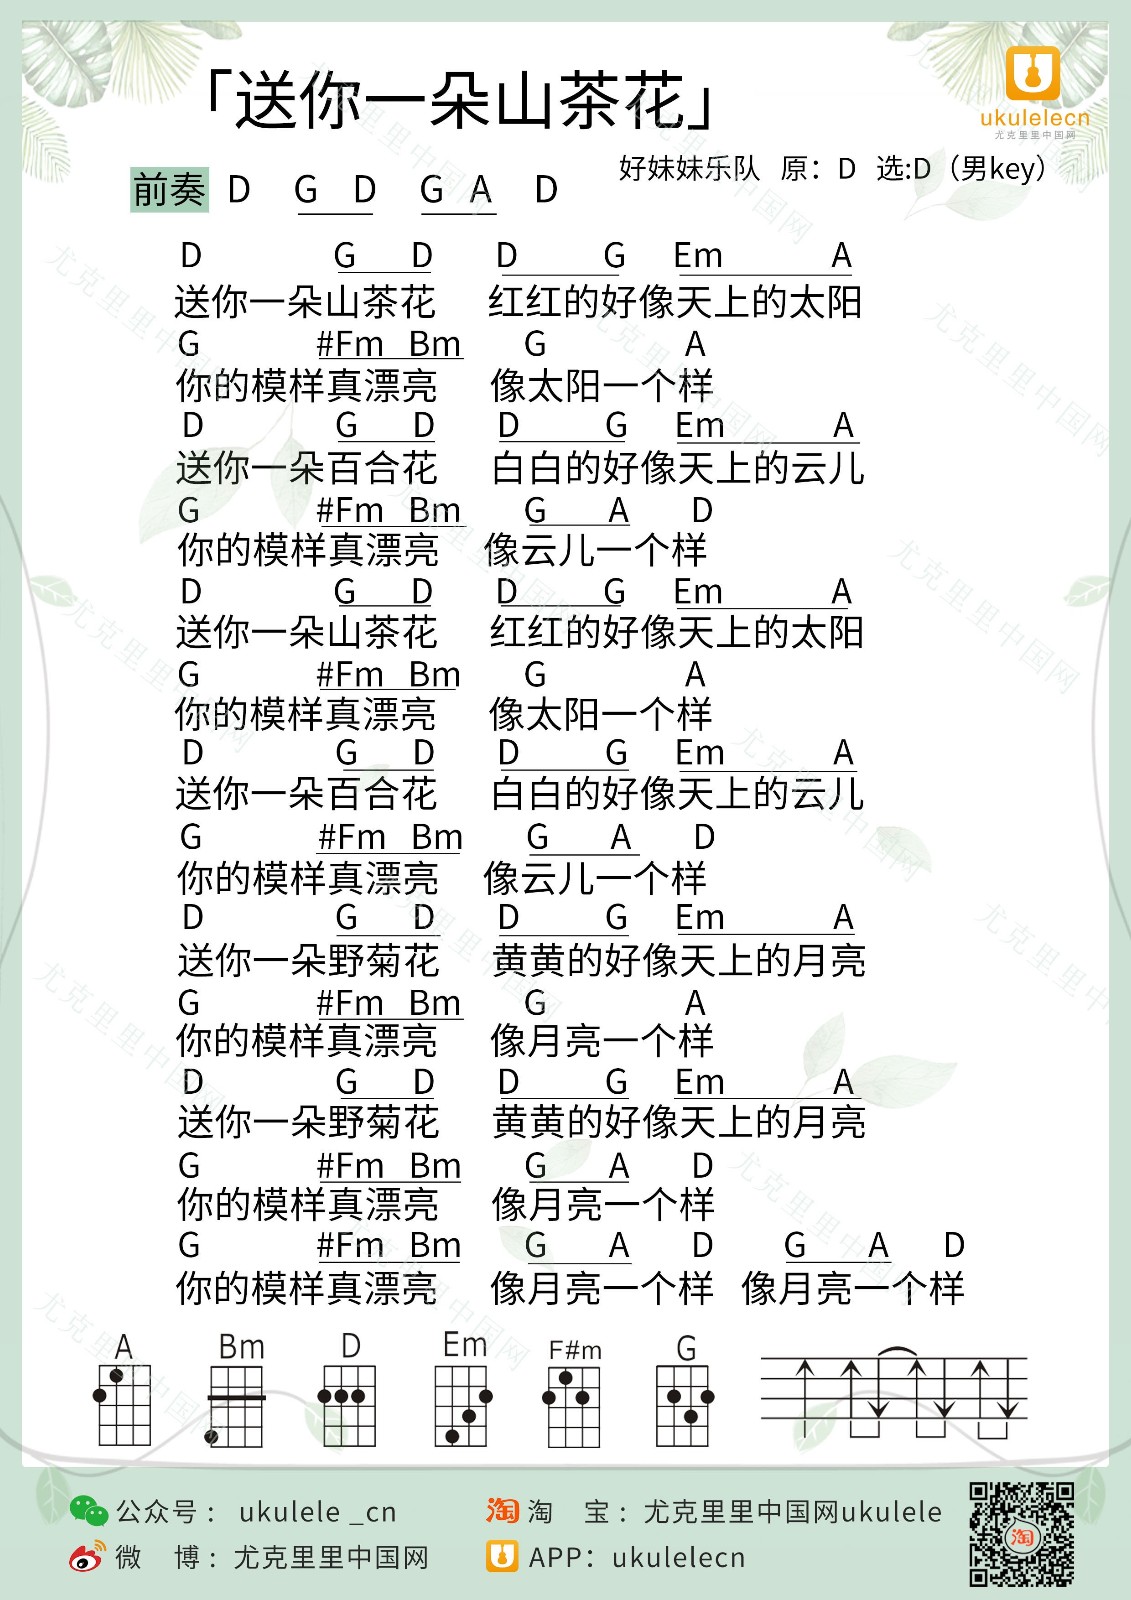 「送你一朵山茶花」
ukulelecn
尤克里里中国网
好妹妹乐队 原：D 选:D（男key）
前奏 D G D G A D
D G D D G Em A
送你一朵山茶花 红红的好像天上的太阳
G #Fm Bm G A
你的模样真漂亮 像太阳一个样
D G D D G Em A
送你一朵百合花 白白的好像天上的云儿
G #Fm Bm G A D
你的模样真漂亮 像云儿一个样
D G D D G Em A
送你一朵山茶花 红红的好像天上的太阳
G #Fm Bm G A
你的模样真漂亮 像太阳一个样
D G D D G Em A
送你一朵百合花 白白的好像天上的云儿
G #Fm Bm G A D
你的模样真漂亮 像云儿一个样
D G D D G Em A
送你一朵野菊花 黄黄的好像天上的月亮
G #Fm Bm G A
你的模样真漂亮 像月亮一个样
D G D D G Em A
送你一朵野菊花 黄黄的好像天上的月亮
G #Fm Bm G A D
你的模样真漂亮 像月亮一个样
G #Fm Bm G A D G A D
你的模样真漂亮 像月亮一个样 像月亮一个样
A Bm D Em F#m G
公众号： ukulele _cn
淘 淘 宝：尤克里里中国网ukulele
微 博：尤克里里中国网
APP：ukulelecn
淘